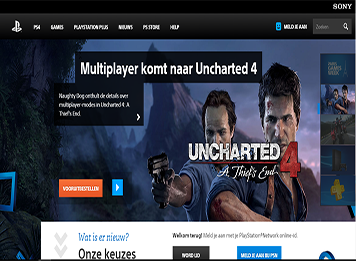 SONY
PS4 GAMES PLAYSTATION PLUS NIEUWS PS STORE HELP MELD JE AAN Zoeken
Multiplayer komt naar Uncharted 4
Naughty Dog onthult de details over
multiplayer-modes in Uncharted 4: A
Thief's End.
UNCHARTED 4
A Thief's End
VOORUITBESTELLEN
Wat is er nieuw?
Onze keuzes
Welkom terug! Meld je aan met je PlayStation®Network online-id
WORD LID
MELD JE AAN BIJ PSN